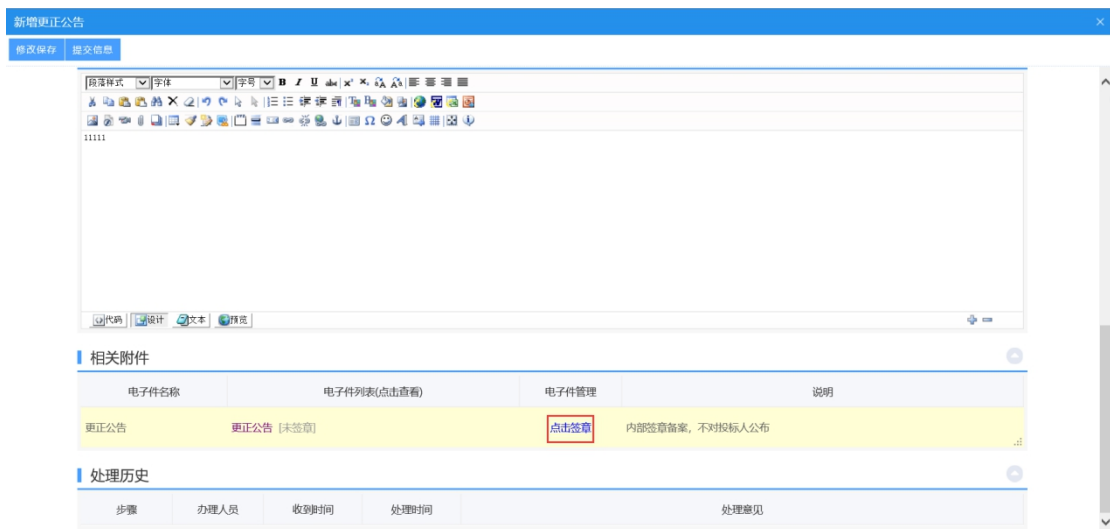 新增更正公告
修改保存 提交信息
段落样式 字体 字号 B I U abc x² x₂
11111
代码 设计 文本 预览
相关附件
电子件名称 电子件列表(点击查看) 电子件管理 说明
更正公告 更正公告 [未签章] 点击签章 内部签章备案，不对投标人公布
处理历史
步骤 办理人员 收到时间 处理时间 处理意见